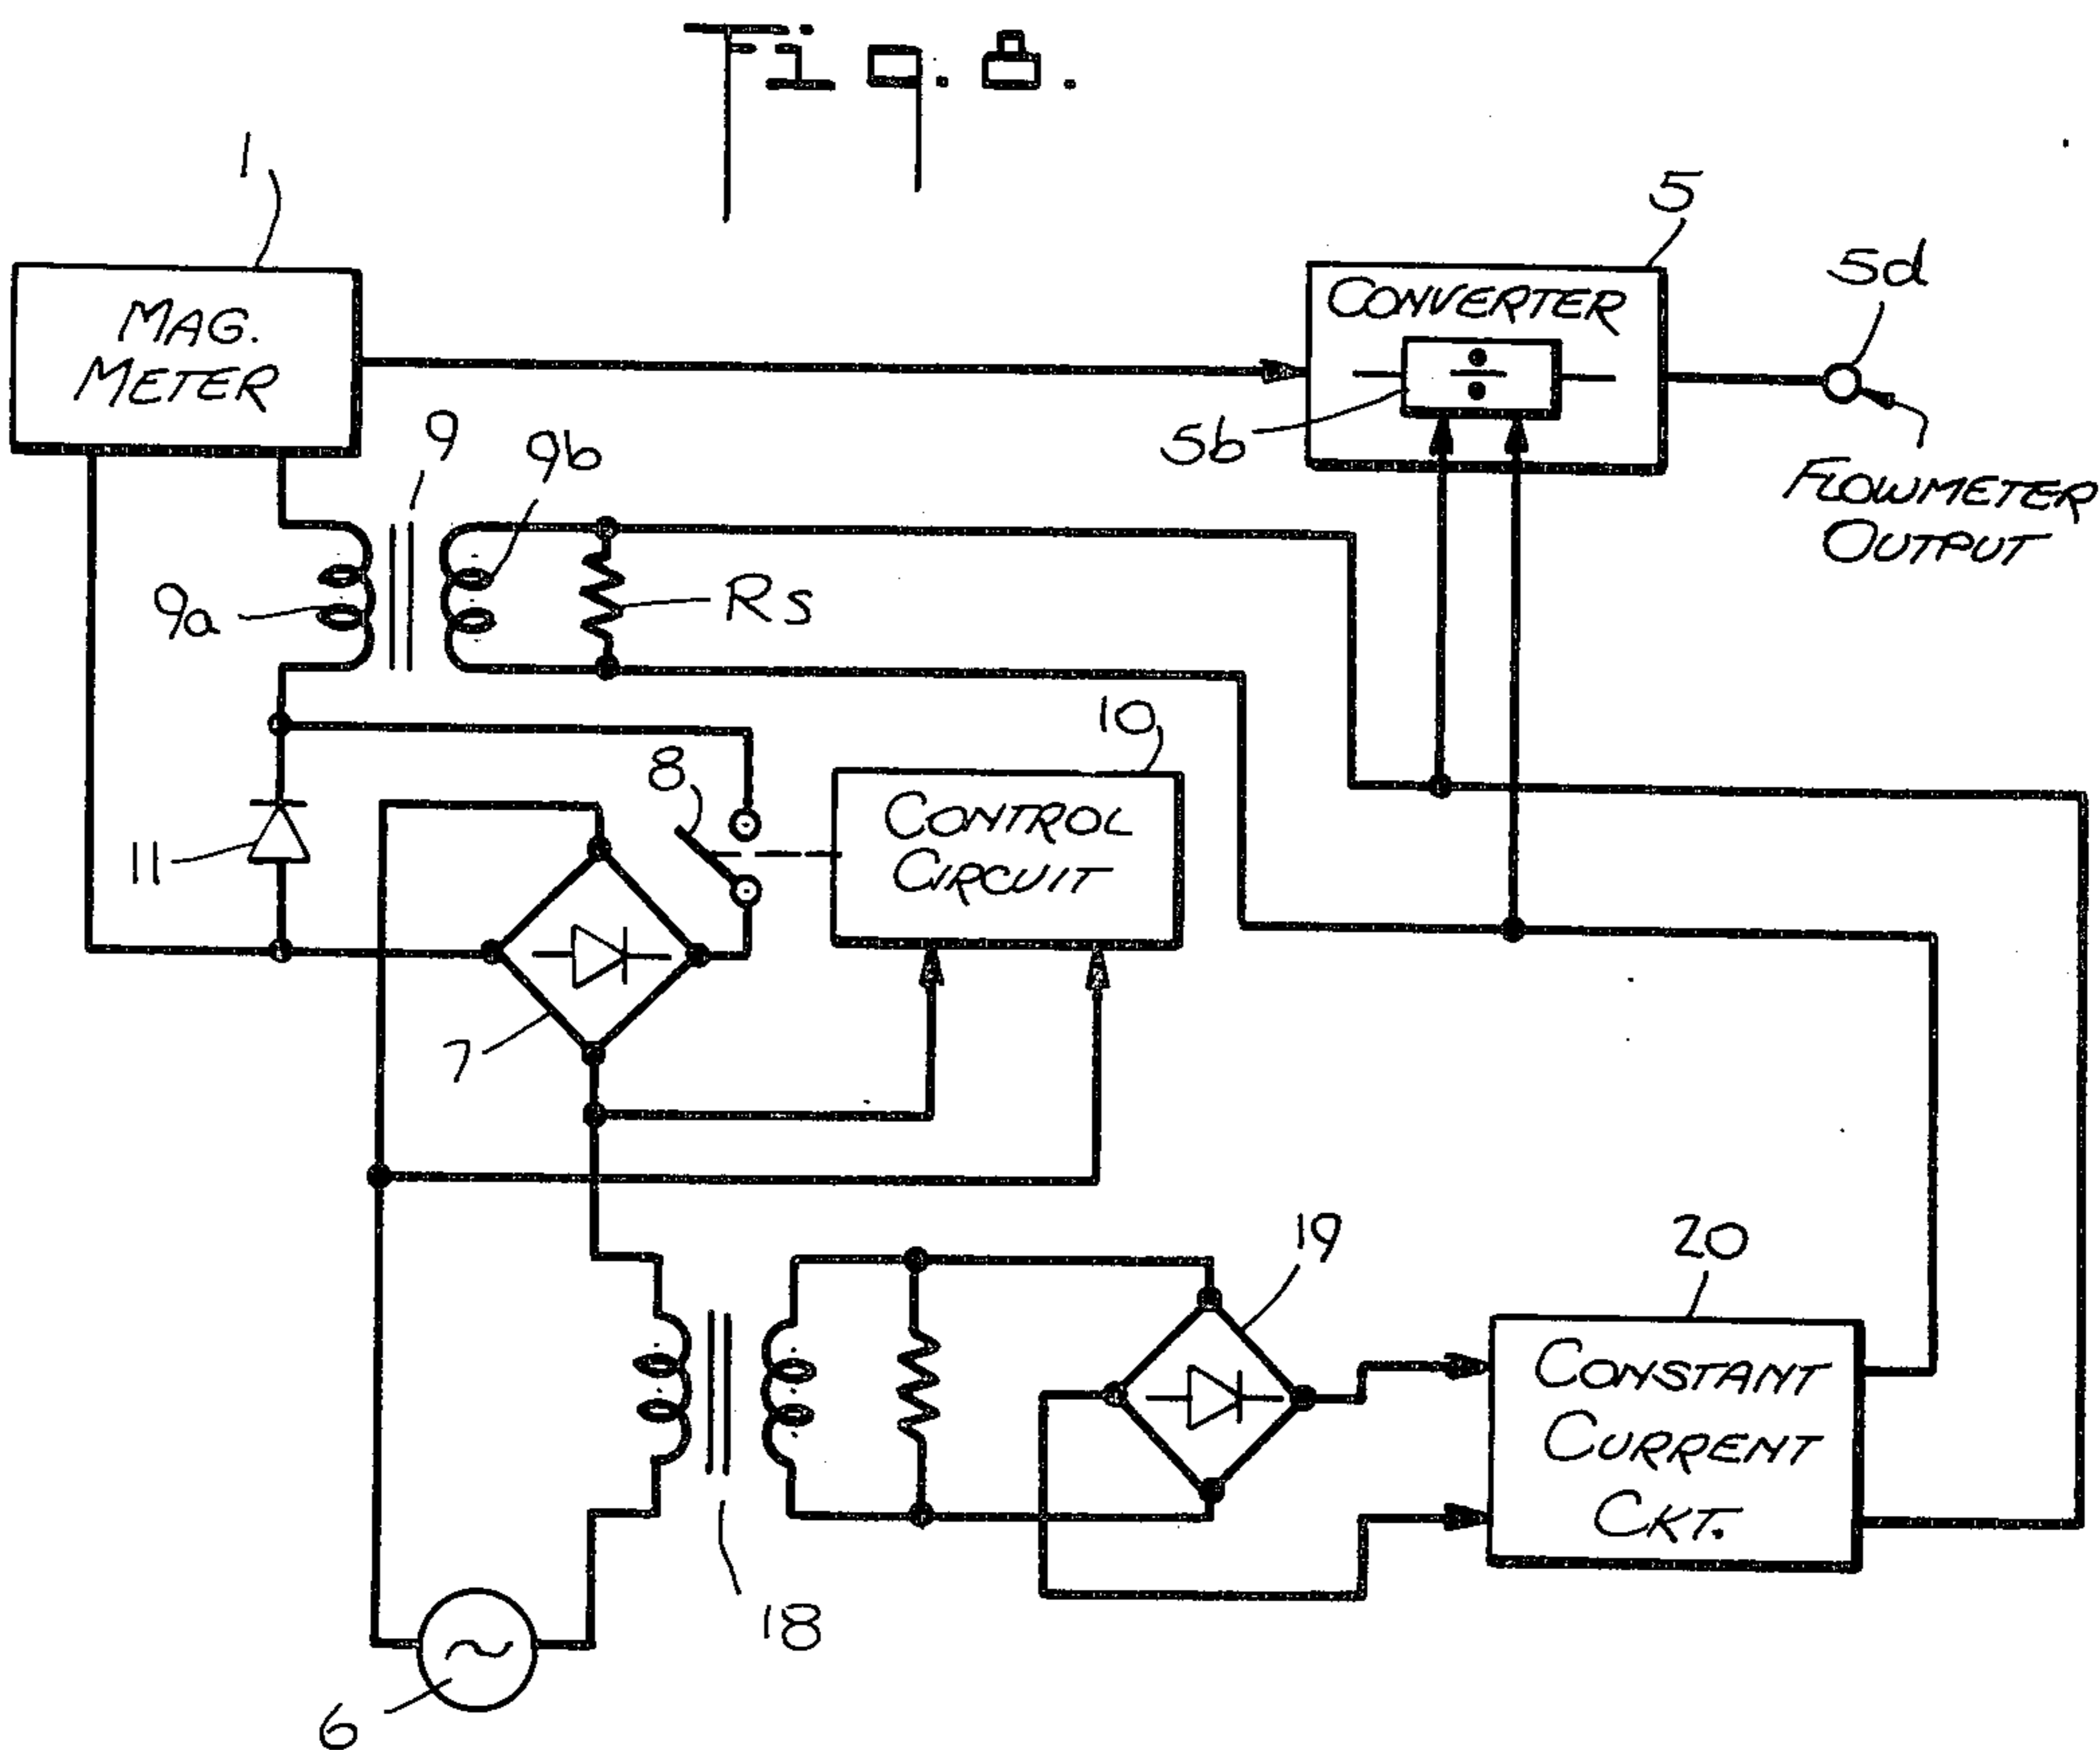 Fig. 8.
1
MAG.
METER
5
CONVERTER
÷
5b
5d
FLOWMETER
OUTPUT
9
9b
9a
RS
10
8
CONTROL
CIRCUIT
11
7
19
20
CONSTANT
CURRENT
CKT.
18
6